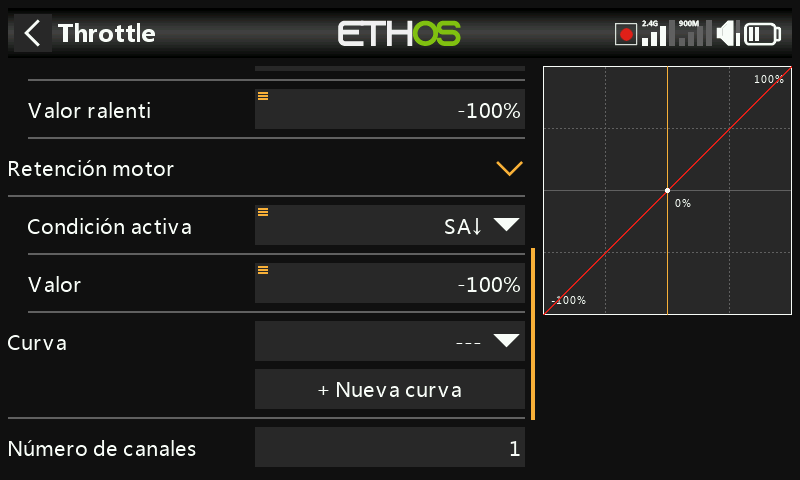 Throttle
ETHOS
2.4G
900M
Valor ralenti
-100%
Retención motor
Condición activa
SA↓
Valor
-100%
Curva
---
+ Nueva curva
Número de canales
1
100%
0%
-100%